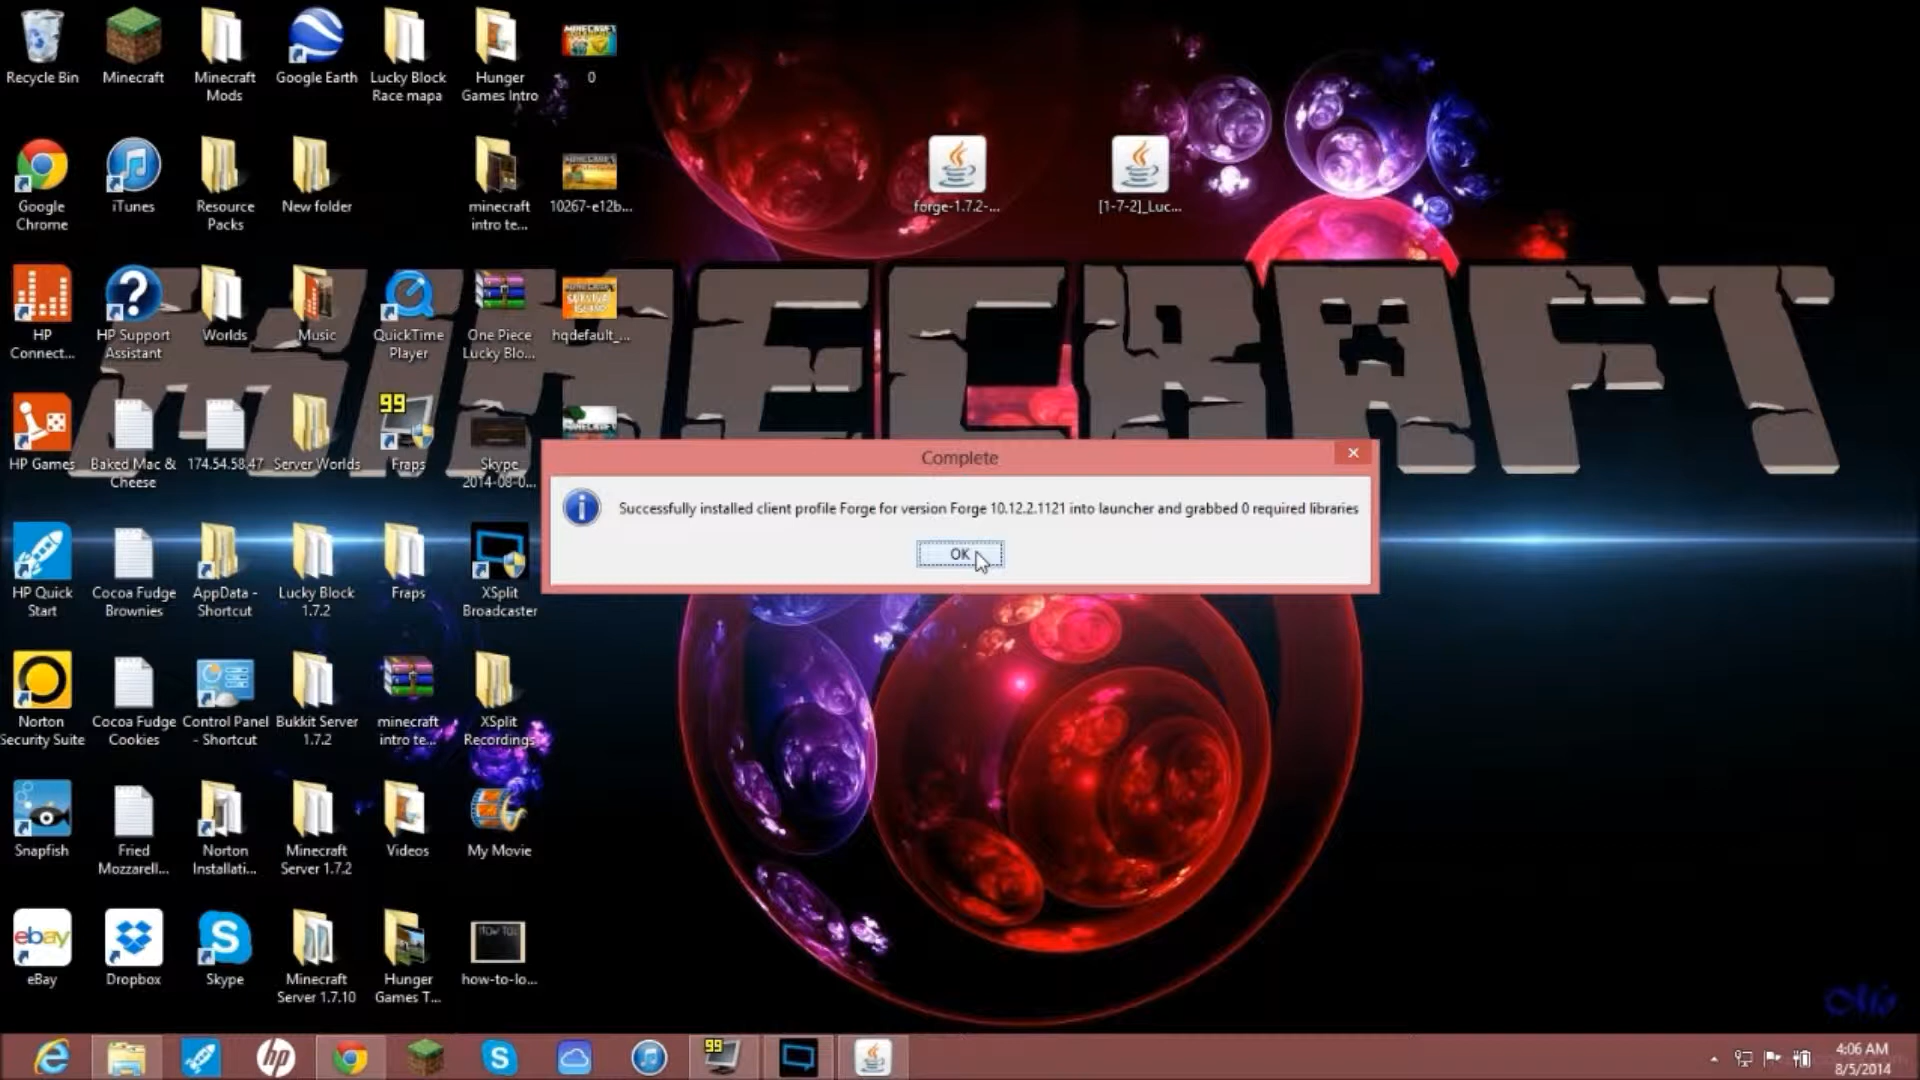 Recycle Bin
Minecraft
Minecraft
Mods
Google Earth
Lucky Block
Race mapa
Hunger
Games Intro
0
Google
Chrome
iTunes
Resource
Packs
New folder
minecraft
intro te...
10267-e12b...
forge-1.7.2-...
[1-7-2]_Luc...
MINECRAFT
HP
Connect...
HP Support
Assistant
Worlds
Music
QuickTime
Player
One Piece
Lucky Blo...
hqdefault_...
HP Games
Baked Mac &
Cheese
174.54.58.47
Server Worlds
99
Fraps
Skype
2014-08-0...
Complete
Successfully installed client profile Forge for version Forge 10.12.2.1121 into launcher and grabbed 0 required libraries
OK
HP Quick
Start
Cocoa Fudge
Brownies
AppData -
Shortcut
Lucky Block
1.7.2
Fraps
XSplit
Broadcaster
Norton
Security Suite
Cocoa Fudge
Cookies
Control Panel
- Shortcut
Bukkit Server
1.7.2
minecraft
intro te...
XSplit
Recordings
Snapfish
Fried
Mozzarell...
Norton
Installati...
Minecraft
Server 1.7.2
Videos
My Movie
ebay
eBay
Dropbox
Skype
Minecraft
Server 1.7.10
Hunger
Games T...
HOW TO:
how-to-lo...
hp
99
4:06 AM
8/5/2014